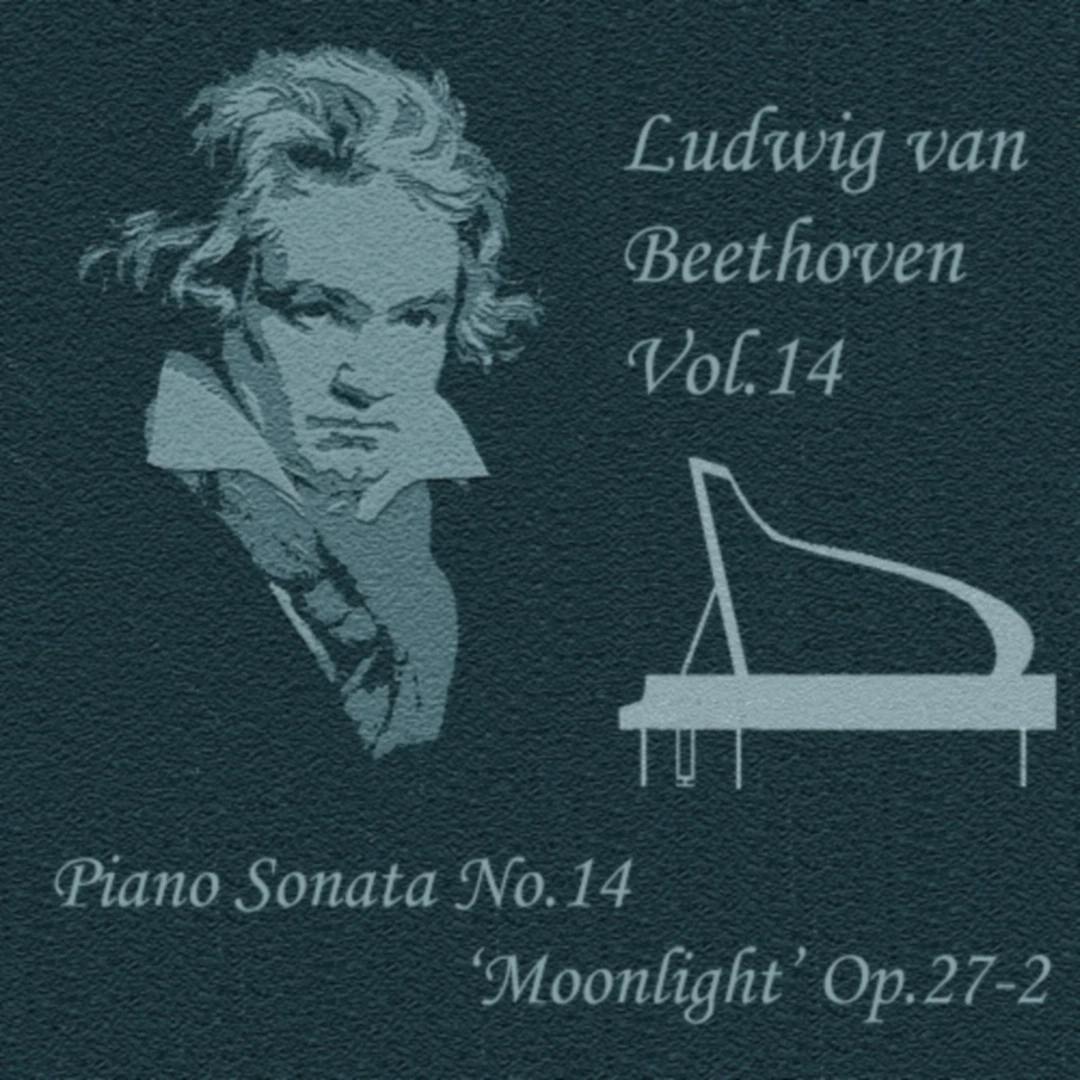 Ludwig van
Beethoven
Vol.14
Piano Sonata No.14
‘Moonlight’ Op.27-2